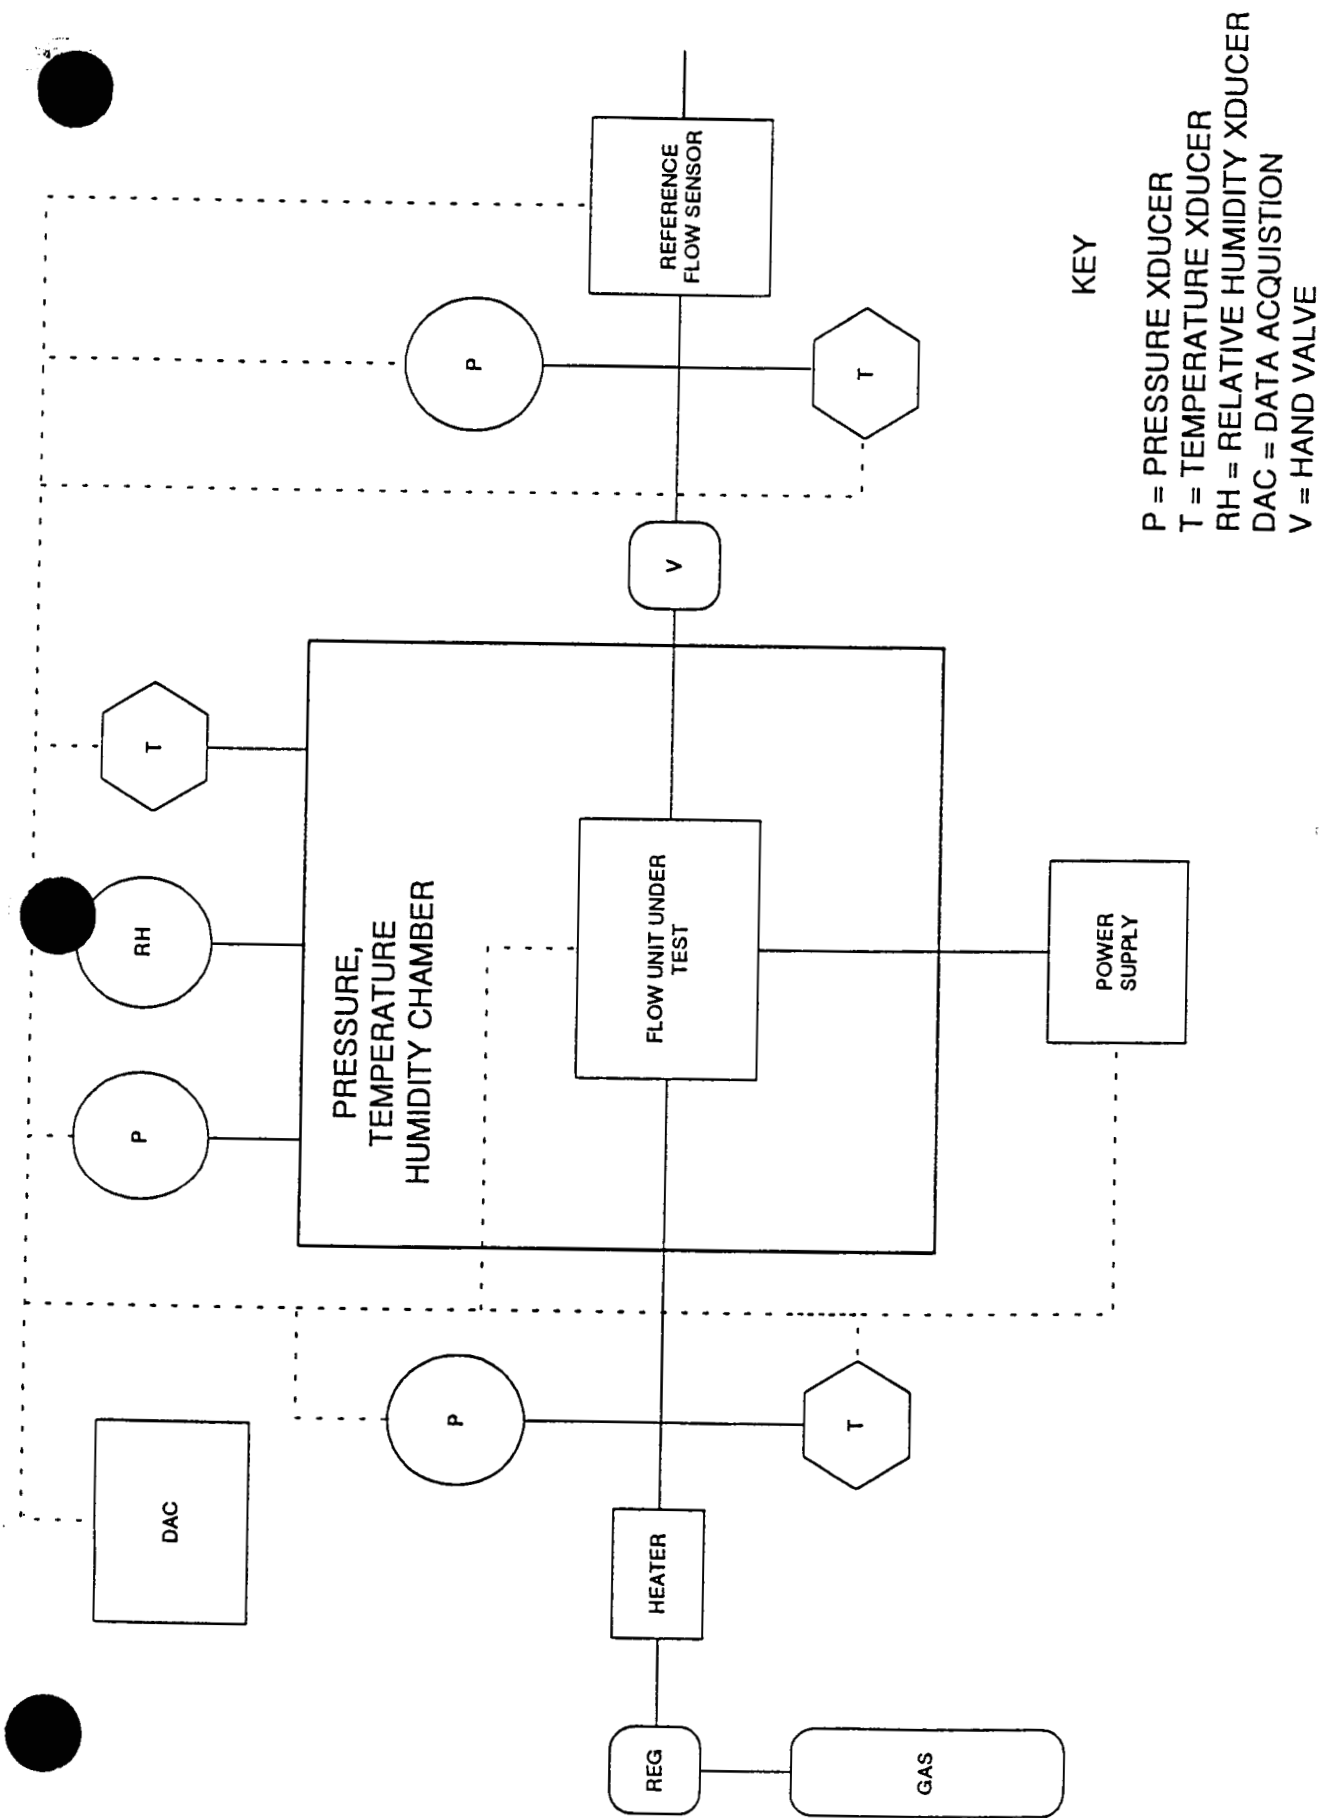 DAC
P
RH
T
P
P
PRESSURE,
TEMPERATURE
HUMIDITY CHAMBER
GAS
REG
HEATER
FLOW UNIT UNDER
TEST
V
REFERENCE
FLOW SENSOR
T
T
POWER
SUPPLY
KEY
P = PRESSURE XDUCER
T = TEMPERATURE XDUCER
RH = RELATIVE HUMIDITY XDUCER
DAC = DATA ACQUISTION
V = HAND VALVE